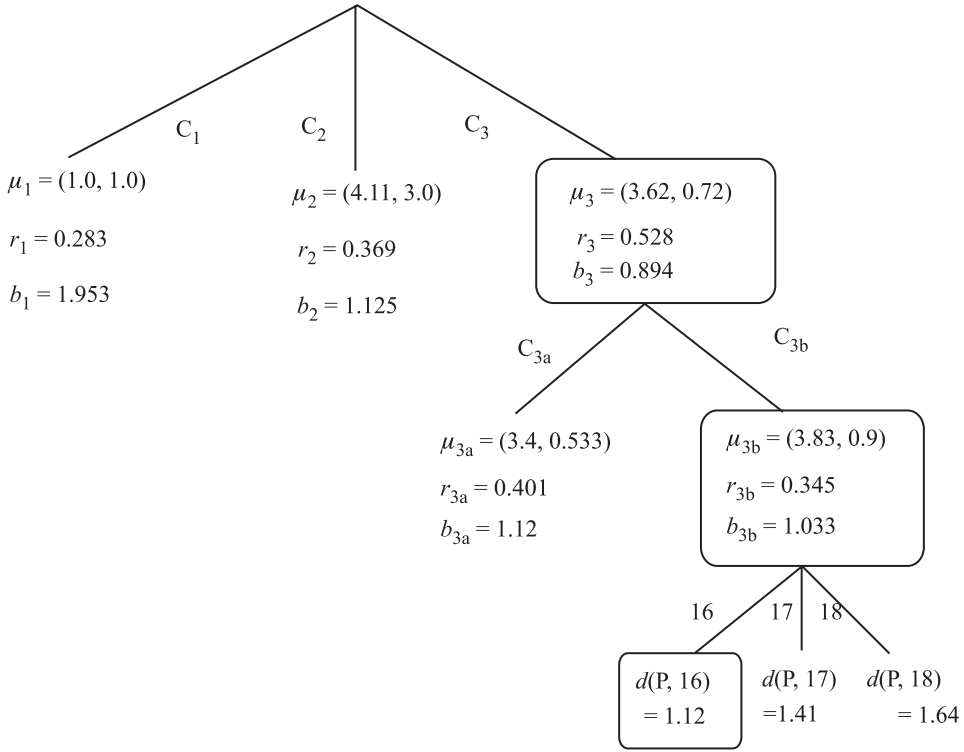 C1 C2 C3
μ1 = (1.0, 1.0)
r1 = 0.283
b1 = 1.953
μ2 = (4.11, 3.0)
r2 = 0.369
b2 = 1.125
μ3 = (3.62, 0.72)
r3 = 0.528
b3 = 0.894
C3a C3b
μ3a = (3.4, 0.533)
r3a = 0.401
b3a = 1.12
μ3b = (3.83, 0.9)
r3b = 0.345
b3b = 1.033
16 17 18
d(P, 16)
= 1.12
d(P, 17)
=1.41
d(P, 18)
= 1.64